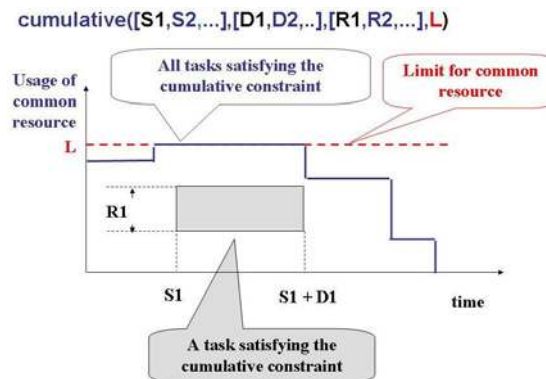 cumulative([S1,S2,...],[D1,D2,..],[R1,R2,...],L)
Usage of
common
resource
All tasks satisfying the
cumulative constraint
Limit for common
resource
L
R1
S1
S1 + D1
time
A task satisfying the
cumulative constraint